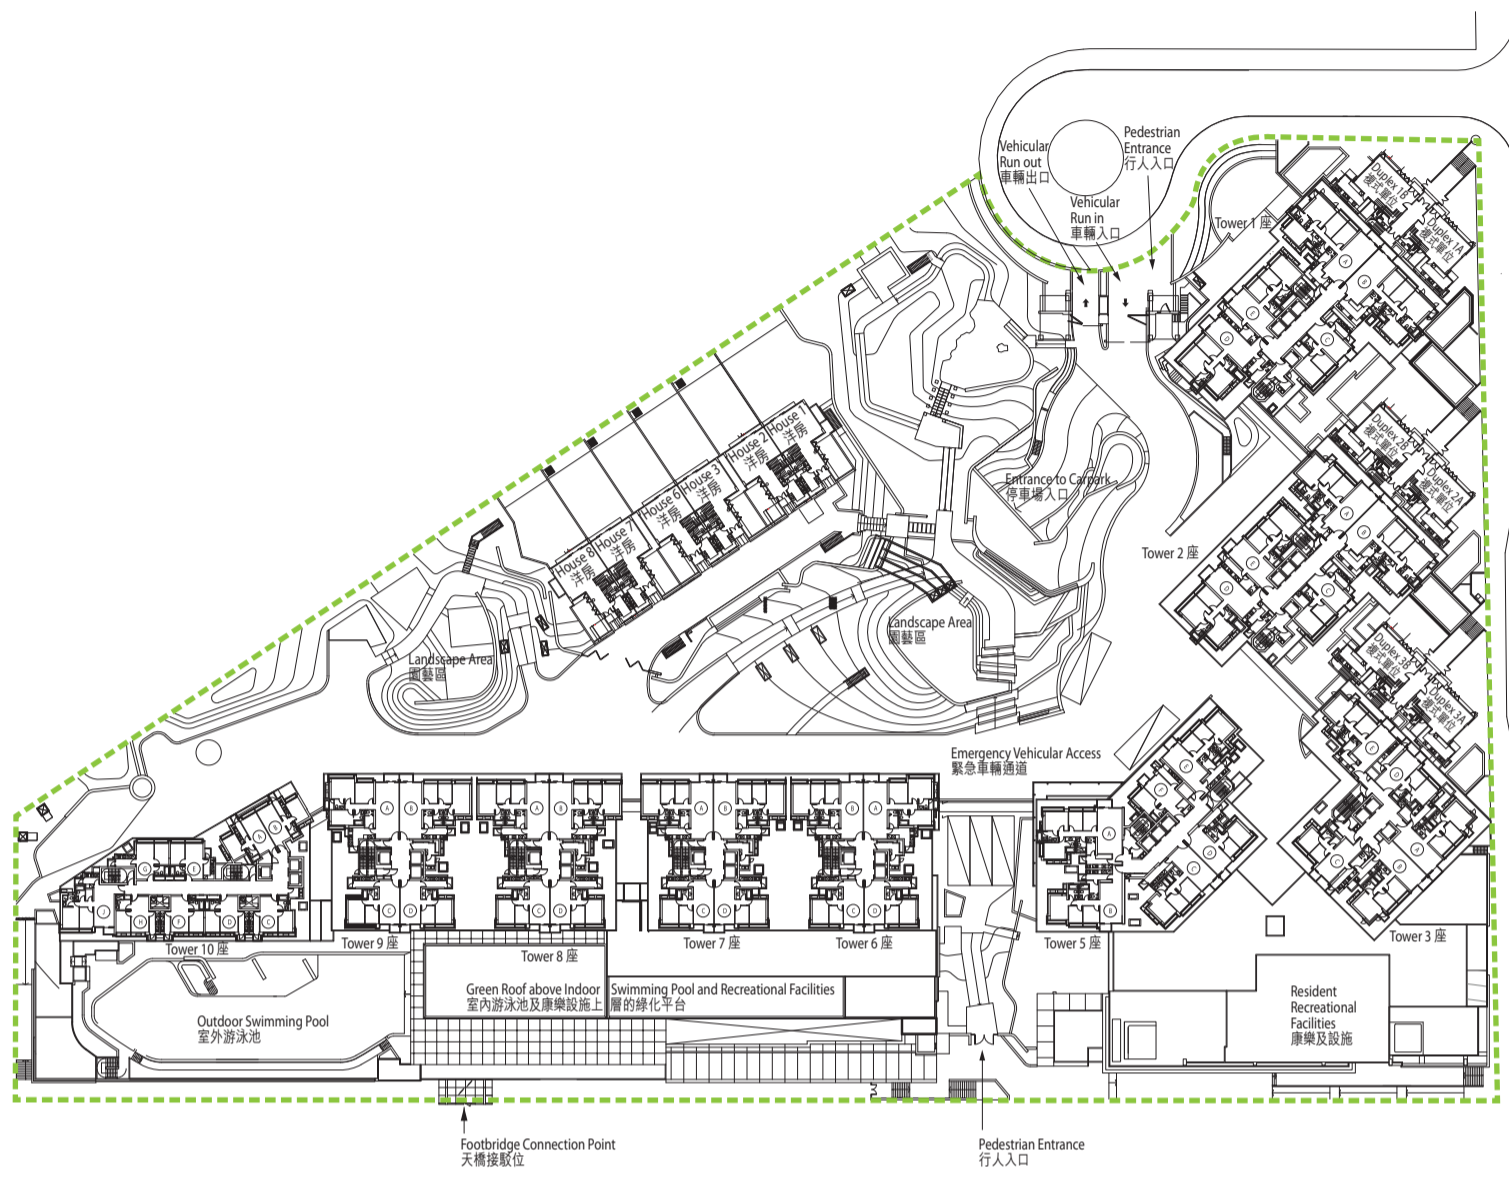 Vehicular
Run out
車輛出口
Pedestrian
Entrance
行人入口
Vehicular
Run in
車輛入口
Tower 1 座
Duplex 1B
複式單位
Duplex 1A
複式單位
A
B
E
D
C
House 1
洋房
House 2
洋房
House 3
洋房
House 6
洋房
House 7
洋房
House 8
洋房
Entrance to Carpark
停車場入口
Duplex 2B
複式單位
Duplex 2A
複式單位
Tower 2 座
A
B
E
D
C
Landscape Area
園藝區
Landscape Area
園藝區
Duplex 3B
複式單位
Duplex 3A
複式單位
Emergency Vehicular Access
緊急車輛通道
E
D
C
B
A
Tower 3 座
E
F
D
C
A
B
Tower 5 座
B
A
C
D
Tower 6 座
A
B
C
D
Tower 7 座
A
B
C
D
Tower 8 座
A
B
C
D
Tower 9 座
A
B
G
E
J
H
F
D
C
Tower 10 座
Green Roof above Indoor Swimming Pool and Recreational Facilities
室內游泳池及康樂設施上層的綠化平台
Outdoor Swimming Pool
室外游泳池
Resident
Recreational
Facilities
康樂及設施
Footbridge Connection Point
天橋接駁位
Pedestrian Entrance
行人入口